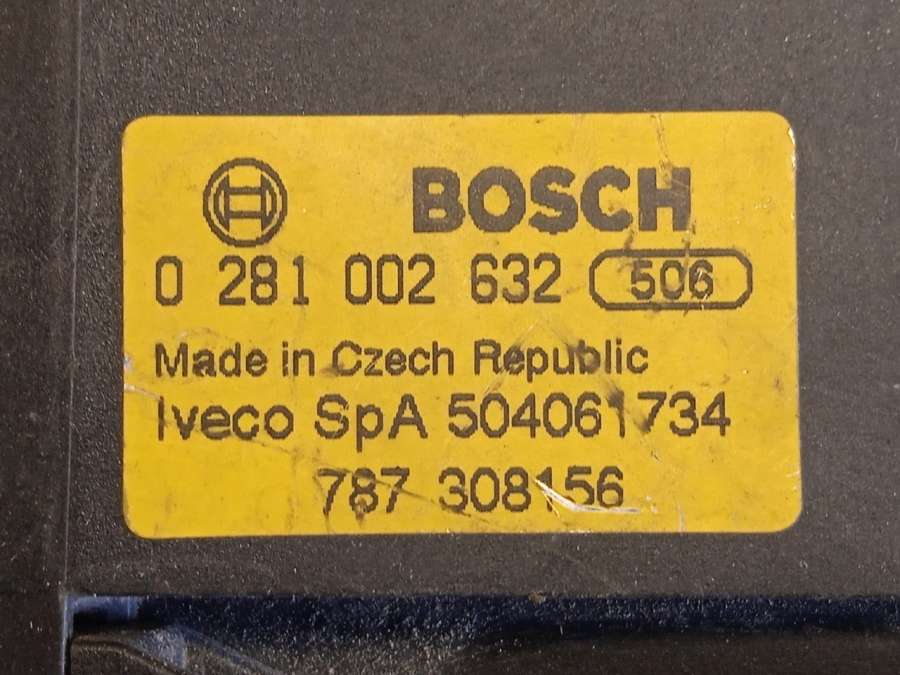 BOSCH
0 281 002 632 506
Made in Czech Republic
Iveco SpA 504061734
787 308156